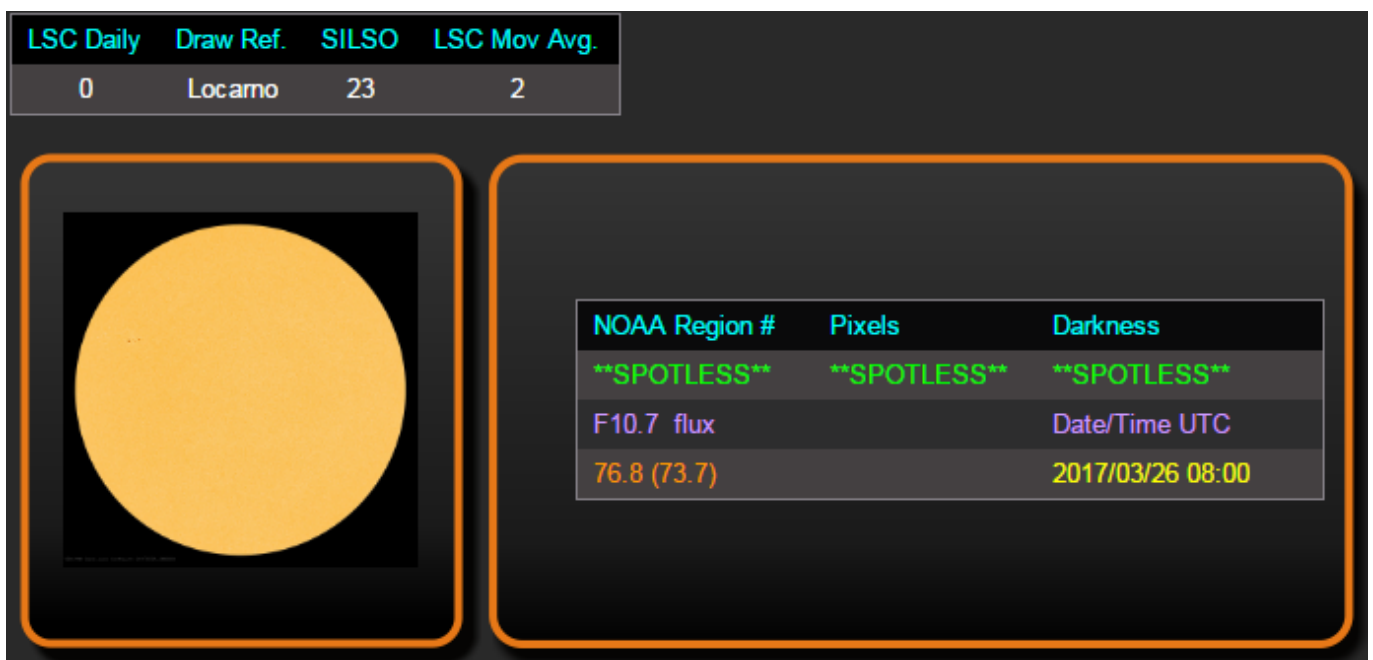 LSC Daily Draw Ref. SILSO LSC Mov Avg.
0 Locarno 23 2
NOAA Region # Pixels Darkness
**SPOTLESS** **SPOTLESS** **SPOTLESS**
F10.7 flux Date/Time UTC
76.8 (73.7) 2017/03/26 08:00